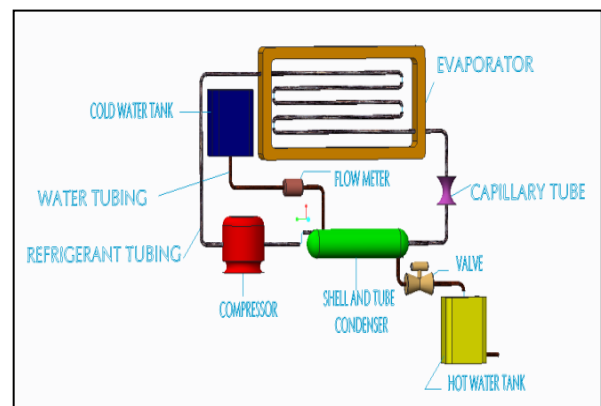 EVAPORATOR
COLD WATER TANK
FLOW METER
WATER TUBING
CAPILLARY TUBE
REFRIGERANT TUBING
VALVE
COMPRESSOR
SHELL AND TUBE
CONDENSER
HOT WATER TANK